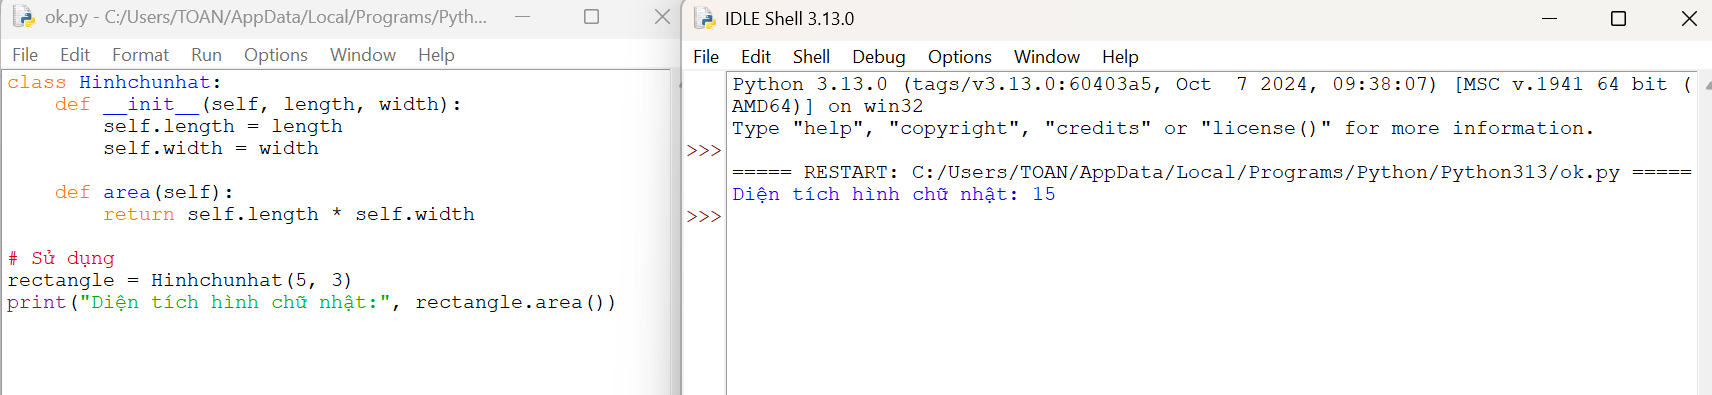 ok.py - C:/Users/TOAN/AppData/Local/Programs/Pyth...
File Edit Format Run Options Window Help
class Hinhchunhat:
    def __init__(self, length, width):
        self.length = length
        self.width = width
    def area(self):
        return self.length * self.width
# Sử dụng
rectangle = Hinhchunhat(5, 3)
print("Diện tích hình chữ nhật:", rectangle.area())
IDLE Shell 3.13.0
File Edit Shell Debug Options Window Help
Python 3.13.0 (tags/v3.13.0:60403a5, Oct  7 2024, 09:38:07) [MSC v.1941 64 bit (
AMD64)] on win32
Type "help", "copyright", "credits" or "license()" for more information.
>>>
===== RESTART: C:/Users/TOAN/AppData/Local/Programs/Python/Python313/ok.py =====
Diện tích hình chữ nhật: 15
>>>